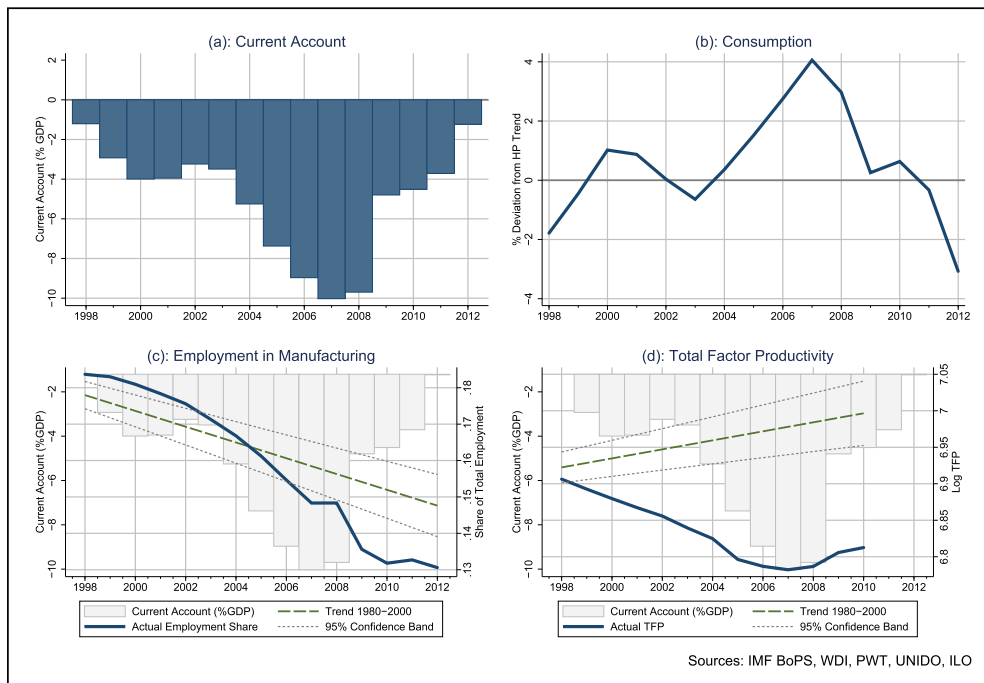 (a): Current Account
Current Account (% GDP)
2
0
−2
−4
−6
−8
−10
1998 2000 2002 2004 2006 2008 2010 2012
(b): Consumption
% Deviation from HP Trend
4
2
0
−2
−4
1998 2000 2002 2004 2006 2008 2010 2012
(c): Employment in Manufacturing
Current Account (%GDP)
−2
−4
−6
−8
−10
.18
.17
.16
.15
.14
.13
Share of Total Employment
1998 2000 2002 2004 2006 2008 2010 2012
Current Account (%GDP) Trend 1980−2000
Actual Employment Share 95% Confidence Band
(d): Total Factor Productivity
Current Account (%GDP)
−2
−4
−6
−8
−10
7.05
7
6.95
6.9
6.85
6.8
Log TFP
1998 2000 2002 2004 2006 2008 2010 2012
Current Account (%GDP) Trend 1980−2000
Actual TFP 95% Confidence Band
Sources: IMF BoPS, WDI, PWT, UNIDO, ILO